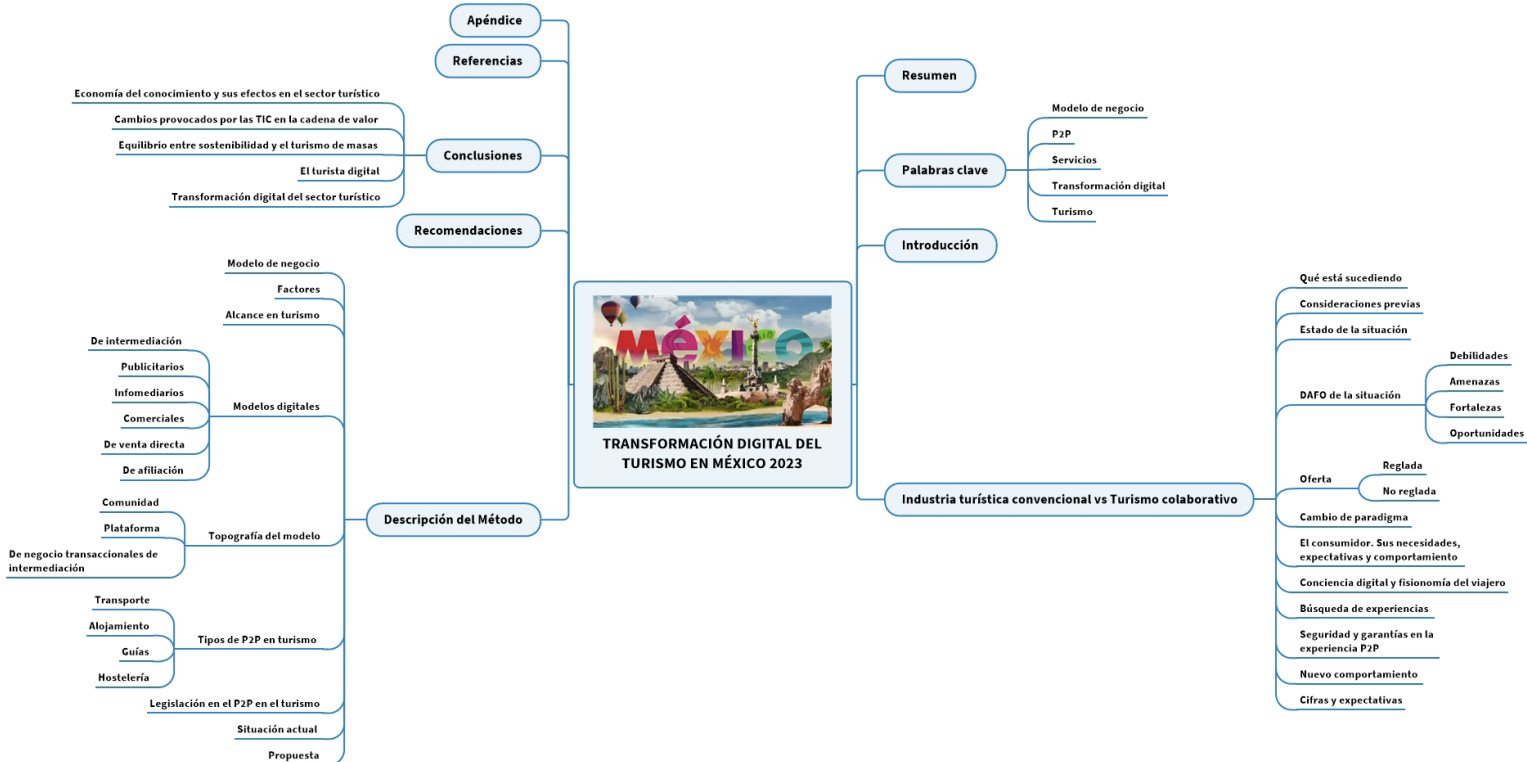 Apéndice
Referencias
Economía del conocimiento y sus efectos en el sector turístico
Cambios provocados por las TIC en la cadena de valor
Equilibrio entre sostenibilidad y el turismo de masas
El turista digital
Transformación digital del sector turístico
Conclusiones
Recomendaciones
Modelo de negocio
Factores
Alcance en turismo
De intermediación
Publicitarios
Infomediarios
Comerciales
De venta directa
De afiliación
Modelos digitales
Comunidad
Plataforma
De negocio transaccionales de
intermediación
Topografía del modelo
Transporte
Alojamiento
Guías
Hostelería
Tipos de P2P en turismo
Legislación en el P2P en el turismo
Situación actual
Propuesta
Descripción del Método
méxico
TRANSFORMACIÓN DIGITAL DEL
TURISMO EN MÉXICO 2023
Resumen
Palabras clave
Modelo de negocio
P2P
Servicios
Transformación digital
Turismo
Introducción
Industria turística convencional vs Turismo colaborativo
Qué está sucediendo
Consideraciones previas
Estado de la situación
DAFO de la situación
Debilidades
Amenazas
Fortalezas
Oportunidades
Oferta
Reglada
No reglada
Cambio de paradigma
El consumidor. Sus necesidades,
expectativas y comportamiento
Conciencia digital y fisionomía del viajero
Búsqueda de experiencias
Seguridad y garantías en la
experiencia P2P
Nuevo comportamiento
Cifras y expectativas